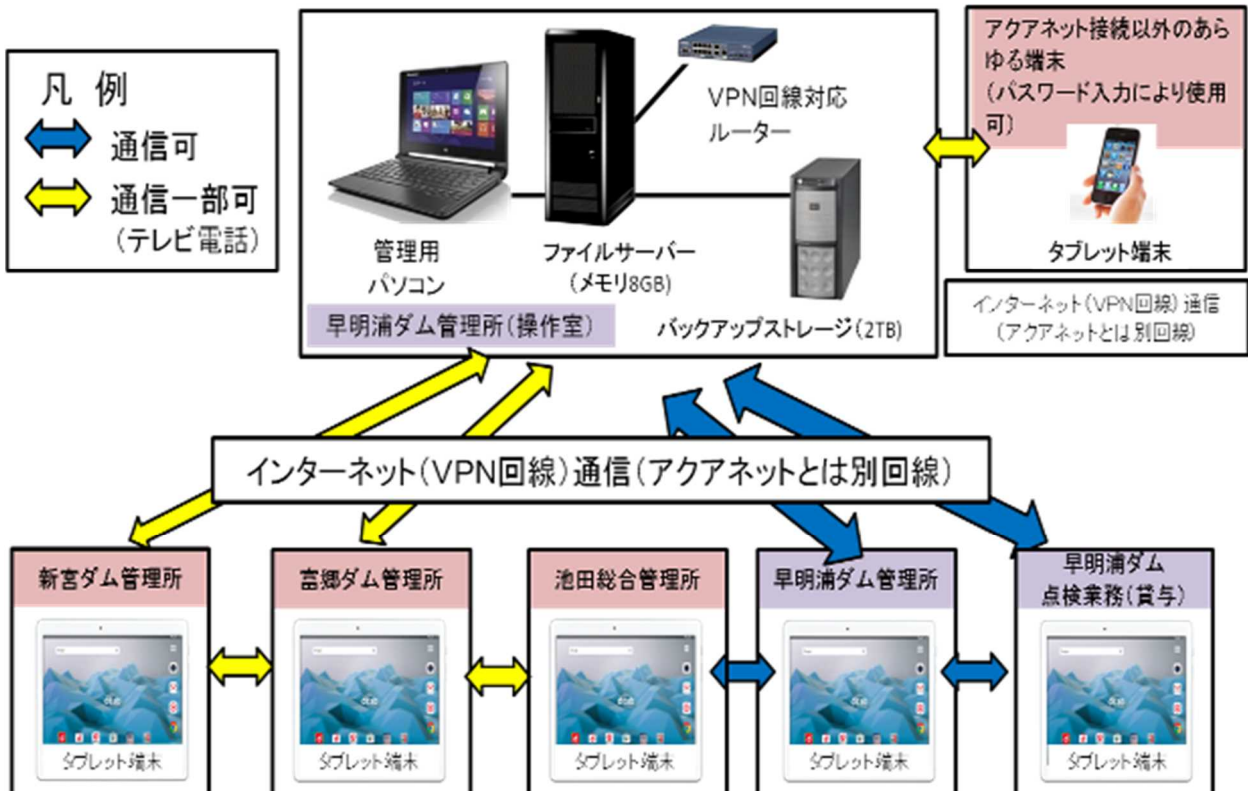 凡 例
通信可
通信一部可
(テレビ電話)
VPN回線対応
ルーター
管理用
パソコン
ファイルサーバー
(メモリ8GB)
早明浦ダム管理所(操作室)
バックアップストレージ(2TB)
アクアネット接続以外のあら
ゆる端末
(パスワード入力により使用
可)
タブレット端末
インターネット(VPN回線)通信
(アクアネットとは別回線)
インターネット(VPN回線)通信(アクアネットとは別回線)
新宮ダム管理所
富郷ダム管理所
池田総合管理所
早明浦ダム管理所
早明浦ダム
点検業務(貸与)
タブレット端末
タブレット端末
タブレット端末
タブレット端末
タブレット端末